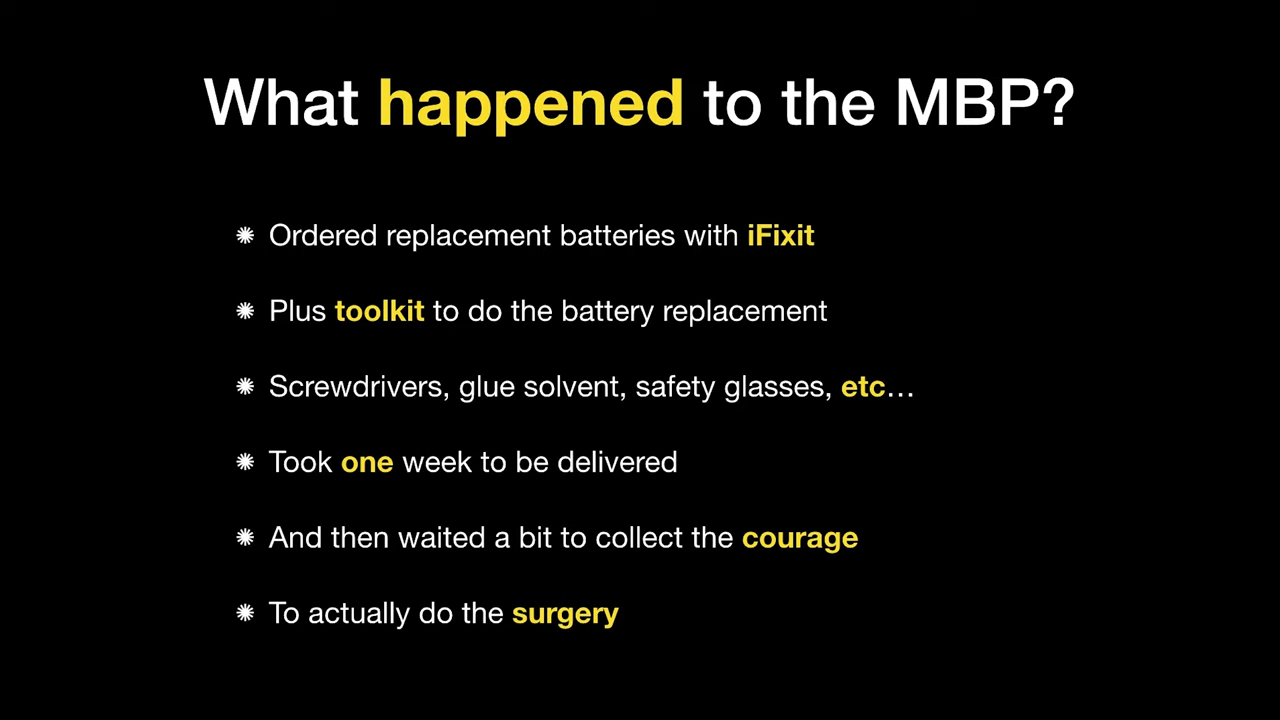 What happened to the MBP?
Ordered replacement batteries with iFixit
Plus toolkit to do the battery replacement
Screwdrivers, glue solvent, safety glasses, etc…
Took one week to be delivered
And then waited a bit to collect the courage
To actually do the surgery